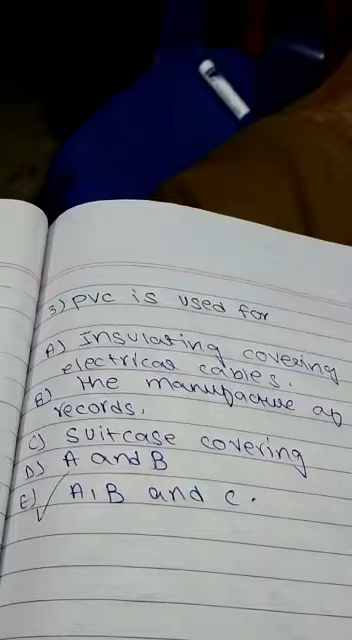 3) PVC is used for
A) Insulating covering
electrical cables.
B) the manufacture of
records.
C) suitcase covering
D) A and B
E) A, B and C.